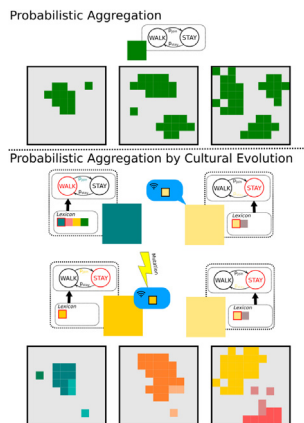 Probabilistic Aggregation
WALK
STAY
Probabilistic Aggregation by Cultural Evolution
WALK
STAY
Lexicon
WALK
STAY
Lexicon
Mutation
WALK
STAY
Lexicon
WALK
STAY
Lexicon